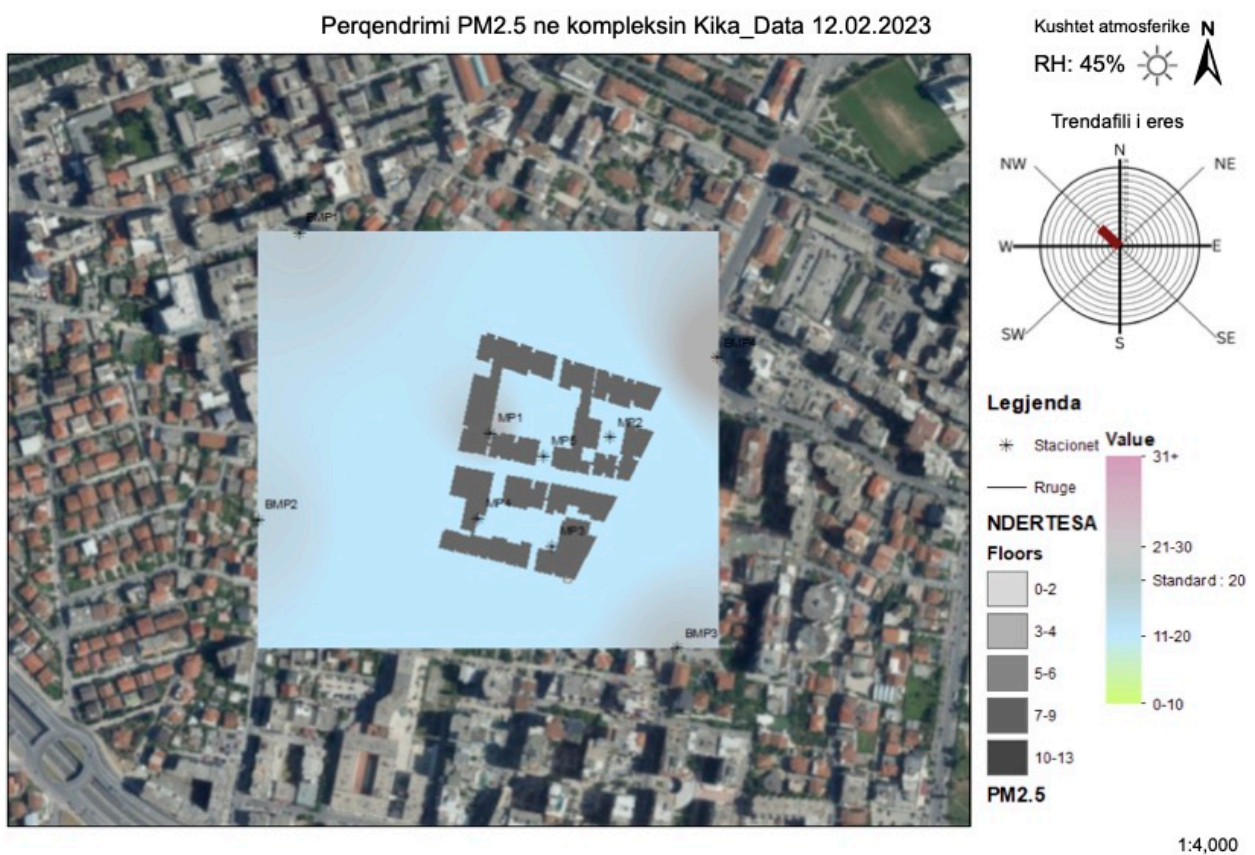 Perqendrimi PM2.5 ne kompleksin Kika_Data 12.02.2023
Kushtet atmosferike
N
RH: 45%
Trendafili i eres
N
NW
NE
W
E
SW
SE
S
BMP1
BMP4
MP1
MP2
MP5
BMP2
MP4
MP3
BMP3
Legjenda
Stacionet
Rruge
NDERTESA
Floors
0-2
3-4
5-6
7-9
10-13
PM2.5
Value
31+
21-30
Standard : 20
11-20
0-10
1:4,000